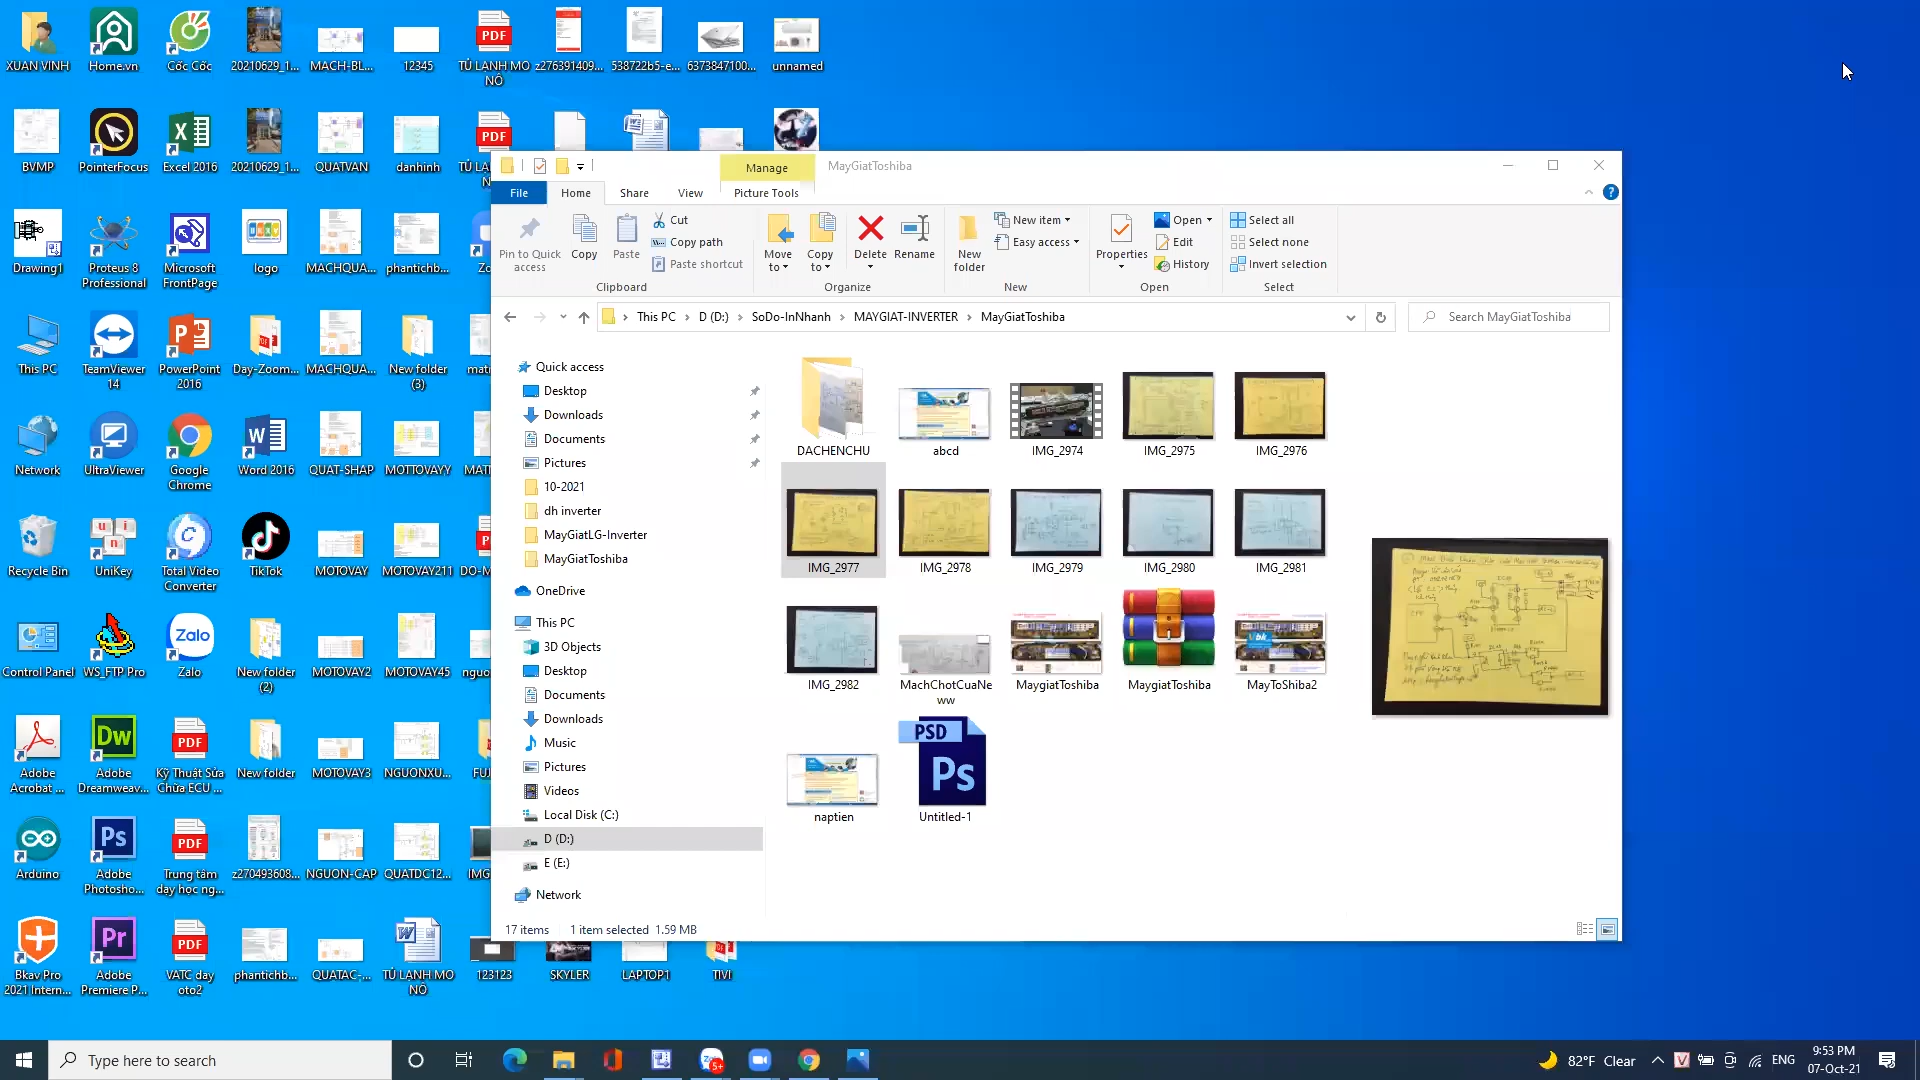 XUAN VINH
Home.vn
Cốc Cốc
20210629_1...
MACH-BL...
12345
TỦ LẠNH MO NÔ
z276391409...
538722b5-e...
6373847100...
unnamed
BVMP
PointerFocus
Excel 2016
20210629_1...
QUATVAN
danhinh
Drawing1
Proteus 8 Professional
Microsoft FrontPage
logo
MACHQUA...
phantichb...
This PC
TeamViewer 14
PowerPoint 2016
Day-Zoom...
MACHQUA...
New folder (3)
Network
UltraViewer
Google Chrome
Word 2016
QUAT-SHAP
MOTTOVAYY
Recycle Bin
UniKey
Total Video Converter
TikTok
MOTOVAY
MOTOVAY211
Control Panel
WS_FTP Pro
Zalo
New folder (2)
MOTOVAY2
MOTOVAY45
Adobe Acrobat ...
Adobe Dreamweav...
Kỹ Thuật Sửa Chữa ECU ...
New folder
MOTOVAY3
NGUONXU...
Arduino
Adobe Photosho...
Trung tâm dạy học ng...
z270493608...
NGUON-CAP
QUATDC12...
Bkav Pro 2021 Intern...
Adobe Premiere P...
VATC day oto2
phantichb...
QUATAC-...
TỦ LẠNH MO NÔ
123123
SKYLER
LAPTOP1
TIVI
Manage
MayGiatToshiba
File
Home
Share
View
Picture Tools
Pin to Quick access
Copy
Paste
Cut
Copy path
Paste shortcut
Clipboard
Move to
Copy to
Delete
Rename
Organize
New folder
New item
Easy access
New
Properties
Open
Edit
History
Open
Select all
Select none
Invert selection
Select
This PC
D (D:)
SoDo-InNhanh
MAYGIAT-INVERTER
MayGiatToshiba
Search MayGiatToshiba
Quick access
Desktop
Downloads
Documents
Pictures
10-2021
dh inverter
MayGiatLG-Inverter
MayGiatToshiba
OneDrive
This PC
3D Objects
Desktop
Documents
Downloads
Music
Pictures
Videos
Local Disk (C:)
D (D:)
E (E:)
Network
DACHENCHU
abcd
IMG_2974
IMG_2975
IMG_2976
IMG_2977
IMG_2978
IMG_2979
IMG_2980
IMG_2981
IMG_2982
MachChotCuaNeww
MaygiatToshiba
MaygiatToshiba
MayToShiba2
naptien
Untitled-1
17 items
1 item selected 1.59 MB
Type here to search
82°F Clear
ENG
9:53 PM
07-Oct-21